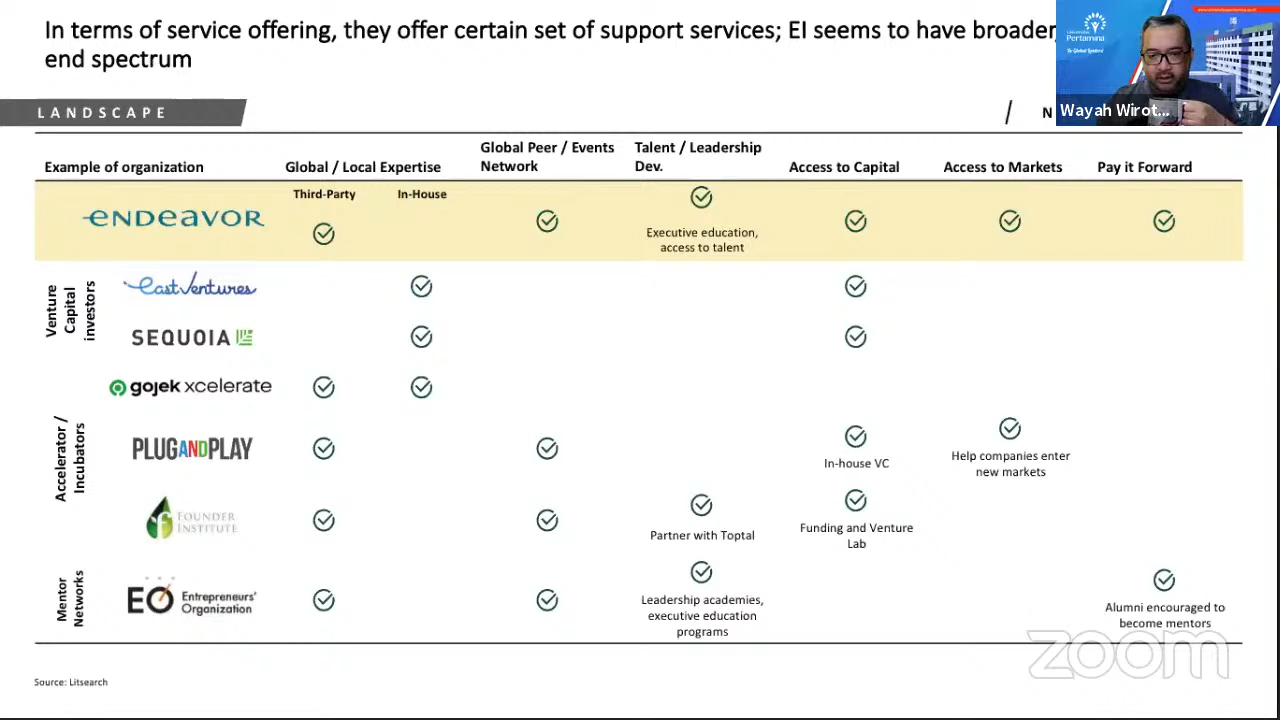 In terms of service offering, they offer certain set of support services; EI seems to have broader,
end spectrum
Universitas
Pertamina
Wayah Wirot...
LANDSCAPE
/ N
Example of organization
Global / Local Expertise
Global Peer / Events
Network
Talent / Leadership
Dev.
Access to Capital
Access to Markets
Pay it Forward
Third-Party
In-House
ENDEAVOR
Executive education,
access to talent
Venture
Capital
investors
East Ventures
SEQUOIA
gojek xcelerate
Accelerator /
Incubators
PLUGANDPLAY
In-house VC
Help companies enter
new markets
FOUNDER
INSTITUTE
Partner with Toptal
Funding and Venture
Lab
Mentor
Networks
EO Entrepreneurs'
Organization
Leadership academies,
executive education
programs
Alumni encouraged to
become mentors
zoom
Source: Litsearch